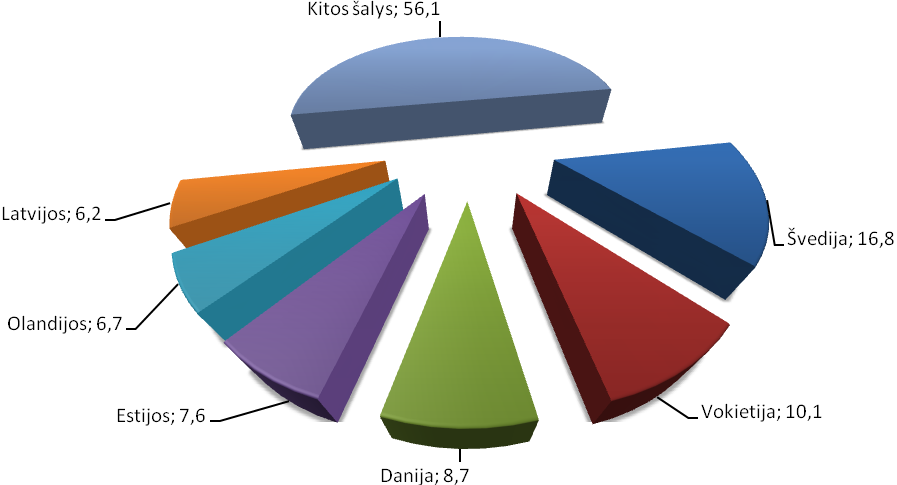 Kitos šalys; 56,1
Švedija; 16,8
Vokietija; 10,1
Danija; 8,7
Estijos; 7,6
Olandijos; 6,7
Latvijos; 6,2